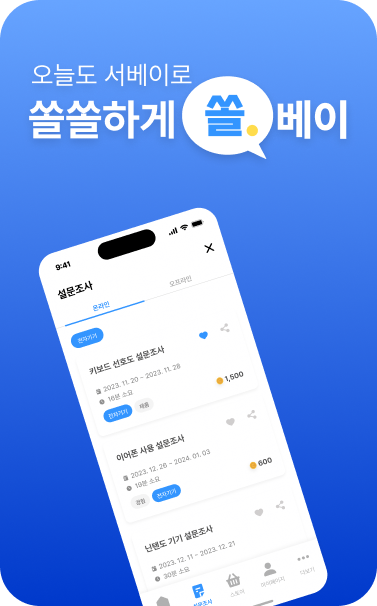 오늘도 서베이로
쏠쏠하게 쏠베이
9:41
설문조사
온라인
오프라인
전자기기
키보드 선호도 설문조사
2023. 11. 20 ~ 2023. 11. 28
16분 소요
전자기기
제품
1,500
이어폰 사용 설문조사
2023. 12. 26 ~ 2024. 01. 03
19분 소요
경험
전자기기
600
닌텐도 기기 설문조사
2023. 12. 11 ~ 2023. 12. 21
30분 소요
설문조사
스토어
마이페이지
더보기